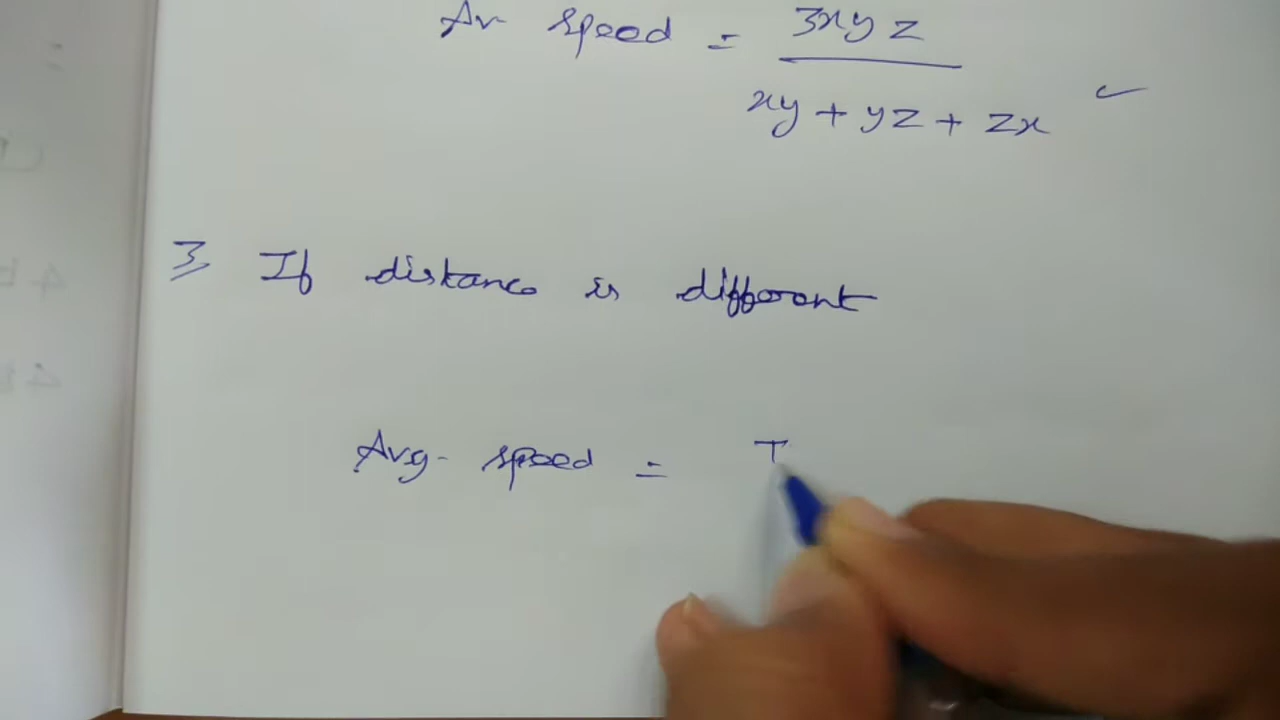 Av speed = 3xyz
xy + yz + zx
3 If distance is different
Avg. speed = T